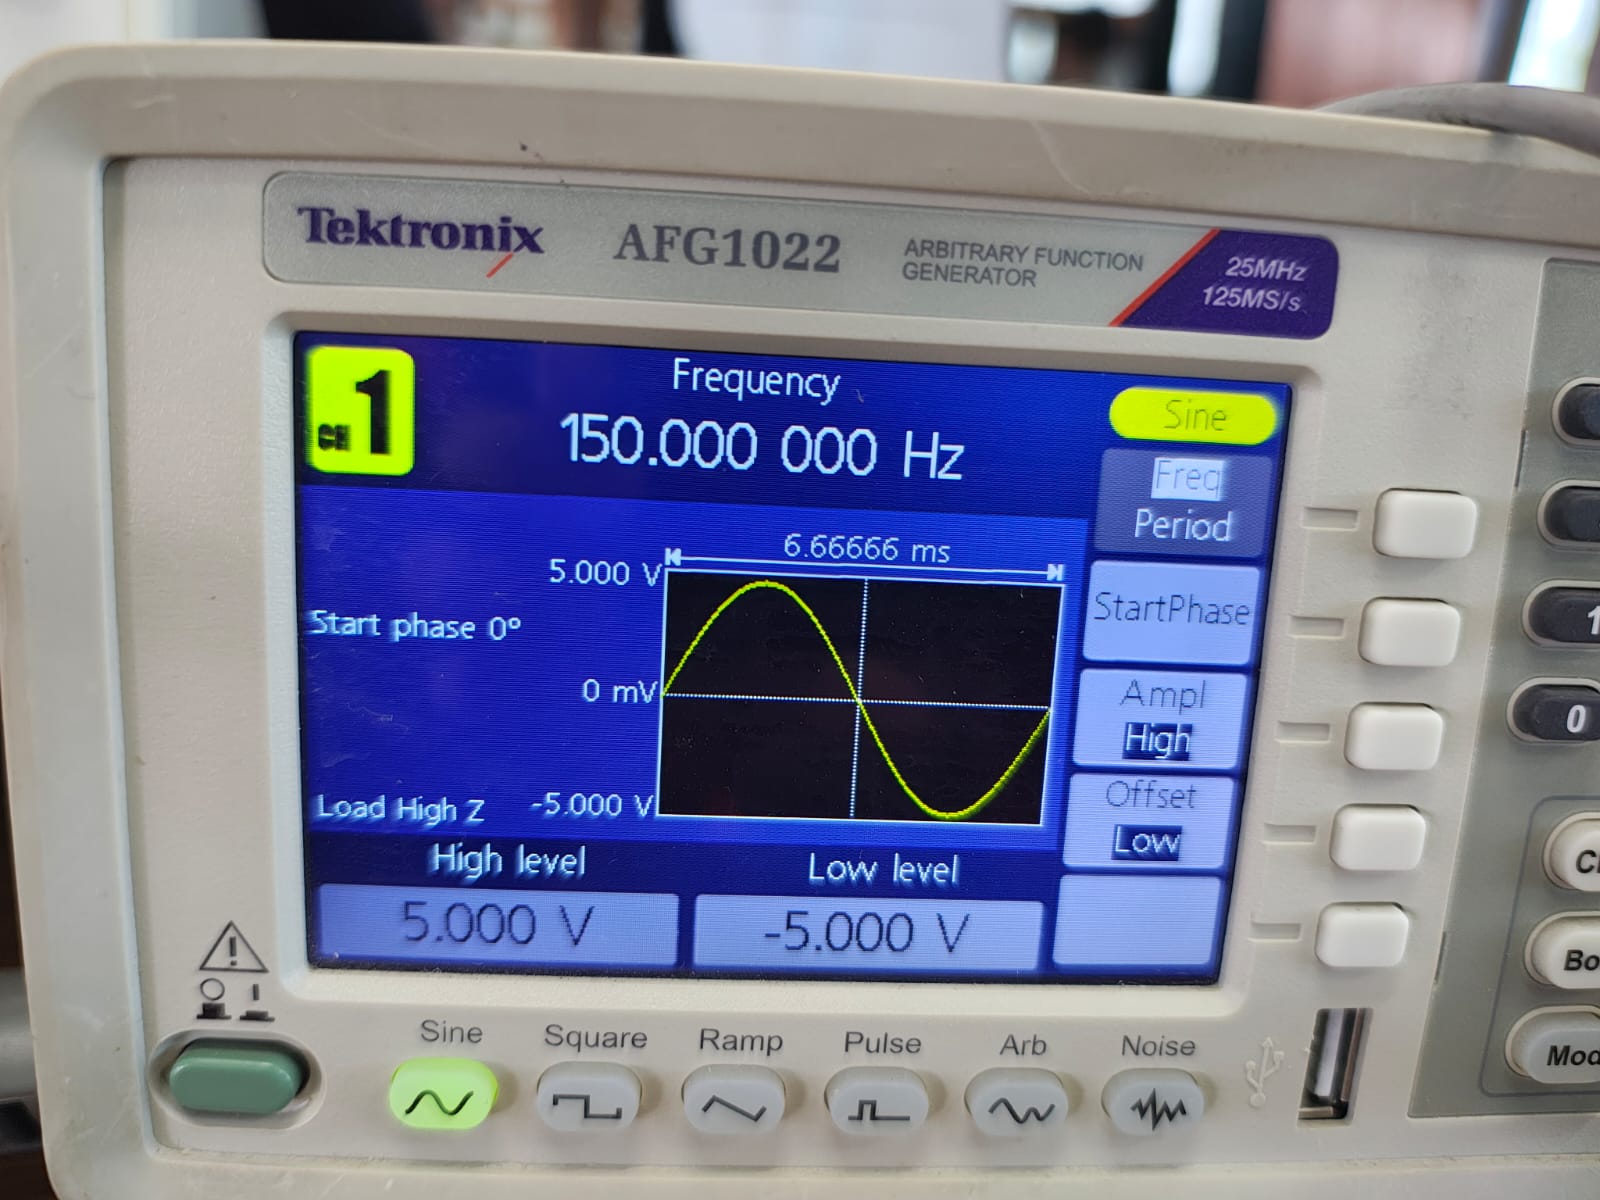 Tektronix AFG1022 ARBITRARY FUNCTION GENERATOR
25MHz
125MS/s
CH 1
Frequency
150.000 000 Hz
Sine
Freq
Period
6.66666 ms
5.000 V
StartPhase
Start phase 0°
0 mV
Ampl
High
Load High Z
-5.000 V
Offset
Low
High level
Low level
5.000 V
-5.000 V
1
0
Sine
Square
Ramp
Pulse
Arb
Noise